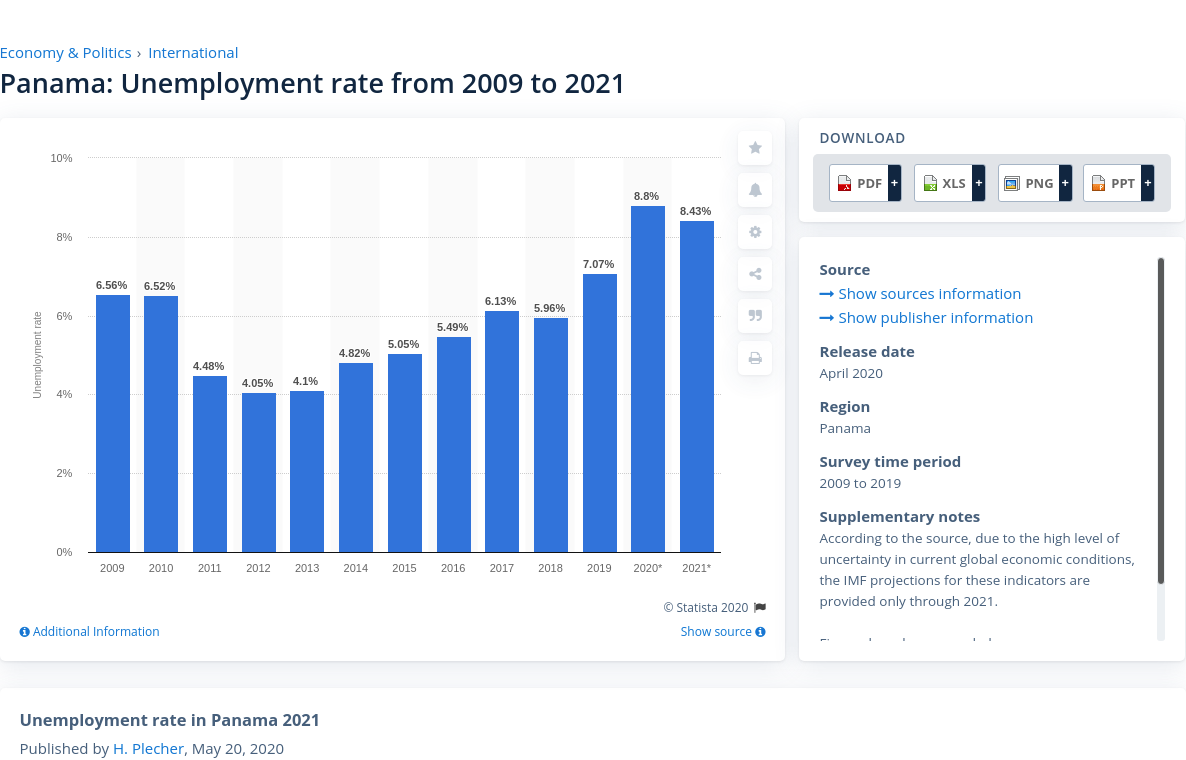 Economy & Politics › International
Panama: Unemployment rate from 2009 to 2021
10%
8%
6%
4%
2%
0%
Unemployment rate
6.56%
6.52%
4.48%
4.05%
4.1%
4.82%
5.05%
5.49%
6.13%
5.96%
7.07%
8.8%
8.43%
2009 2010 2011 2012 2013 2014 2015 2016 2017 2018 2019 2020* 2021*
© Statista 2020
Additional Information
Show source
DOWNLOAD
PDF + XLS + PNG + PPT +
Source
Show sources information
Show publisher information
Release date
April 2020
Region
Panama
Survey time period
2009 to 2019
Supplementary notes
According to the source, due to the high level of
uncertainty in current global economic conditions,
the IMF projections for these indicators are
provided only through 2021.
Unemployment rate in Panama 2021
Published by H. Plecher, May 20, 2020